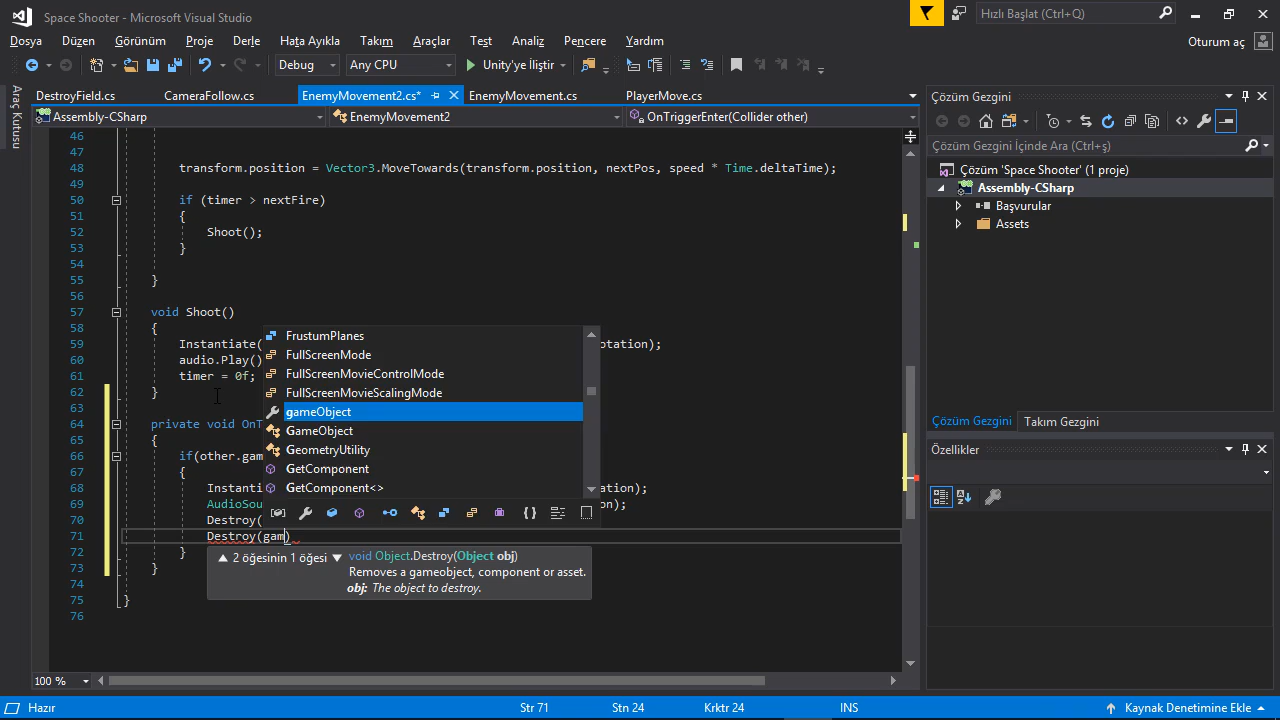 Space Shooter - Microsoft Visual Studio
Hızlı Başlat (Ctrl+Q)
Dosya Düzen Görünüm Proje Derle Hata Ayıkla Takım Araçlar Test Analiz Pencere Yardım
Oturum aç
Debug Any CPU Unity'ye İliştir
Araç Kutusu
DestroyField.cs CameraFollow.cs EnemyMovement2.cs* EnemyMovement.cs PlayerMove.cs
Assembly-CSharp EnemyMovement2 OnTriggerEnter(Collider other)
46
47
48 transform.position = Vector3.MoveTowards(transform.position, nextPos, speed * Time.deltaTime);
49
50 if (timer > nextFire)
51 {
52 Shoot();
53 }
54
55 }
56
57 void Shoot()
58 {
59 Instantiate( otation);
60 audio.Play()
61 timer = 0f;
62 }
63
64 private void OnT
65 {
66 if(other.gam
67 {
68 Instanti ation);
69 AudioSou on);
70 Destroy(
71 Destroy(gam)
72 }
73 }
74
75 }
76
FrustumPlanes
FullScreenMode
FullScreenMovieControlMode
FullScreenMovieScalingMode
gameObject
GameObject
GeometryUtility
GetComponent
GetComponent<>
2 öğesinin 1 öğesi void Object.Destroy(Object obj)
Removes a gameobject, component or asset.
obj: The object to destroy.
100 %
Çözüm Gezgini
Çözüm Gezgini İçinde Ara (Ctrl+ş)
Çözüm 'Space Shooter' (1 proje)
Assembly-CSharp
Başvurular
Assets
Çözüm Gezgini Takım Gezgini
Özellikler
Hazır Str 71 Stn 24 Krktr 24 INS Kaynak Denetimine Ekle